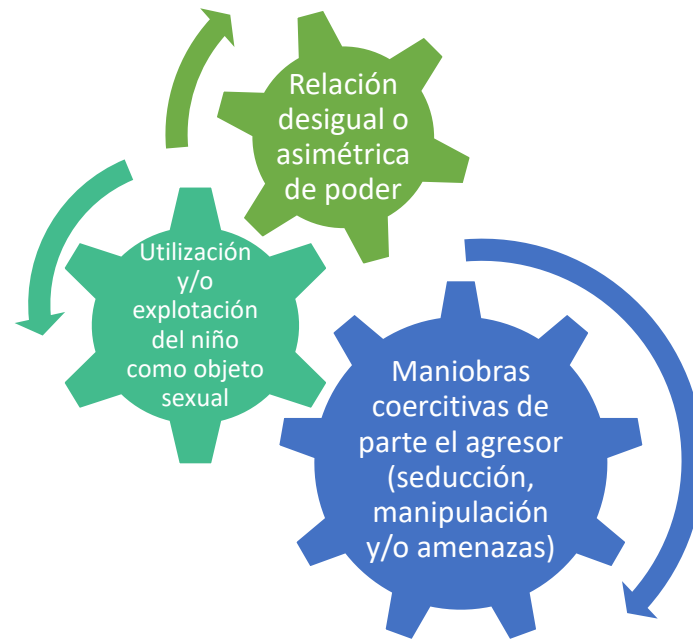 Relación
desigual o
asimétrica
de poder
Utilización
y/o
explotación
del niño
como objeto
sexual
Maniobras
coercitivas de
parte el agresor
(seducción,
manipulación
y/o amenazas)